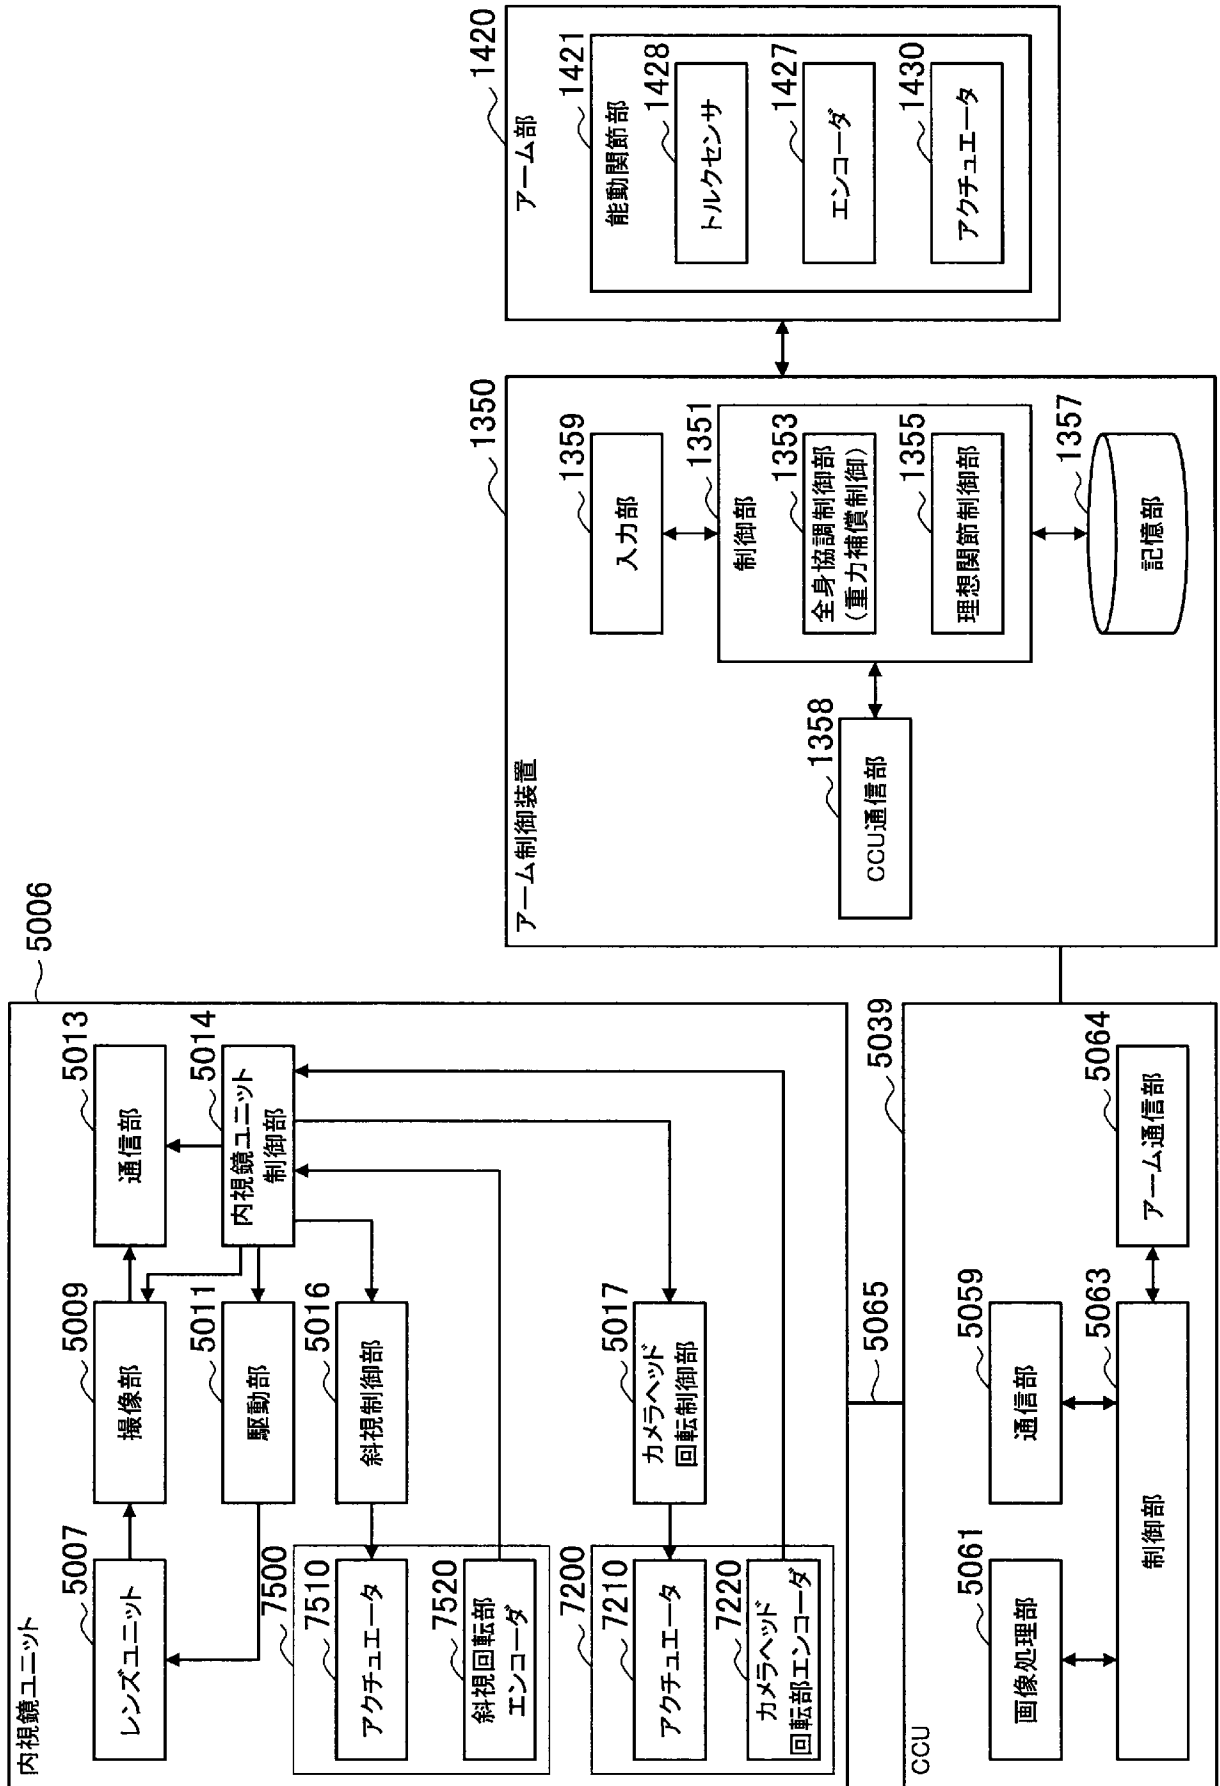 内視鏡ユニット
5006
レンズユニット
5007
撮像部
5009
通信部
5013
駆動部
5011
内視鏡ユニット
制御部
5014
斜視制御部
5016
7500
アクチュエータ
7510
斜視回転部
エンコーダ
7520
カメラヘッド
回転制御部
5017
7200
アクチュエータ
7210
カメラヘッド
回転部エンコーダ
7220
5065
CCU
5039
画像処理部
5061
通信部
5059
制御部
5063
アーム通信部
5064
アーム制御装置
1350
入力部
1359
制御部
1351
全身協調制御部
(重力補償制御)
1353
理想関節制御部
1355
CCU通信部
1358
記憶部
1357
アーム部
1420
能動関節部
1421
トルクセンサ
1428
エンコーダ
1427
アクチュエータ
1430